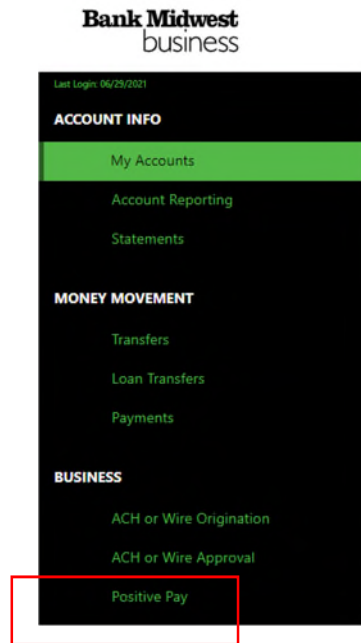 Bank Midwest
business
Last Login: 06/29/2021
ACCOUNT INFO
My Accounts
Account Reporting
Statements
MONEY MOVEMENT
Transfers
Loan Transfers
Payments
BUSINESS
ACH or Wire Origination
ACH or Wire Approval
Positive Pay